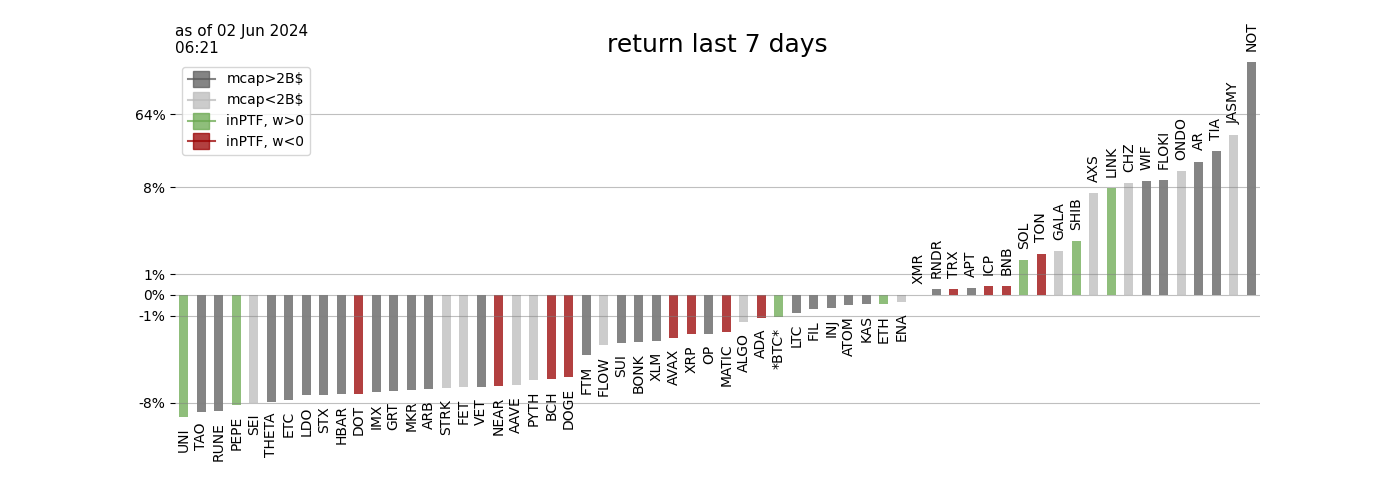 as of 02 Jun 2024
06:21
return last 7 days
mcap>2B$
mcap<2B$
inPTF, w>0
inPTF, w<0
64%
8%
1%
0%
-1%
-8%
UNI
TAO
RUNE
PEPE
SEI
THETA
ETC
LDO
STX
HBAR
DOT
IMX
GRT
MKR
ARB
STRK
FET
VET
NEAR
AAVE
PYTH
BCH
DOGE
FTM
FLOW
SUI
BONK
XLM
AVAX
XRP
OP
MATIC
ALGO
ADA
*BTC*
LTC
FIL
INJ
ATOM
KAS
ETH
ENA
XMR
RNDR
TRX
APT
ICP
BNB
SOL
TON
GALA
SHIB
AXS
LINK
CHZ
WIF
FLOKI
ONDO
AR
TIA
JASMY
NOT